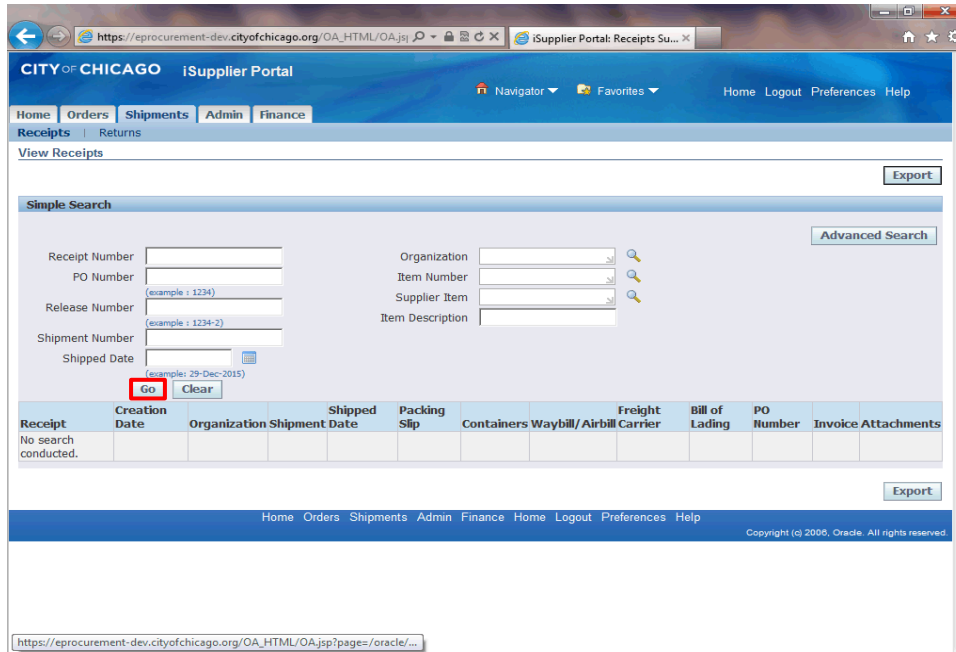 https://eprocurement-dev.cityofchicago.org/OA_HTML/OA.jsp
iSupplier Portal: Receipts Su...
CITY OF CHICAGO iSupplier Portal
Navigator Favorites Home Logout Preferences Help
Home Orders Shipments Admin Finance
Receipts | Returns
View Receipts
Export
Simple Search
Advanced Search
Receipt Number Organization
PO Number Item Number
(example : 1234)
Supplier Item
Release Number
(example : 1234-2)
Item Description
Shipment Number
Shipped Date
(example: 29-Dec-2015)
Go Clear
Receipt Creation Date Organization Shipment Shipped Date Packing Slip Containers Waybill/Airbill Freight Carrier Bill of Lading PO Number Invoice Attachments
No search
conducted.
Export
Home Orders Shipments Admin Finance Home Logout Preferences Help
Copyright (c) 2006, Oracle. All rights reserved.
https://eprocurement-dev.cityofchicago.org/OA_HTML/OA.jsp?page=/oracle/...